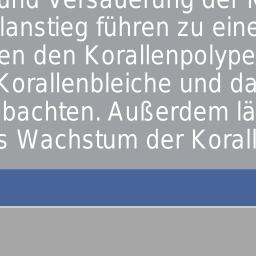 und Versauerung der
lanstieg führen zu eine
en den Korallenpolype
Korallenbleiche und da
bachten. Außerdem lä
s Wachstum der Korall